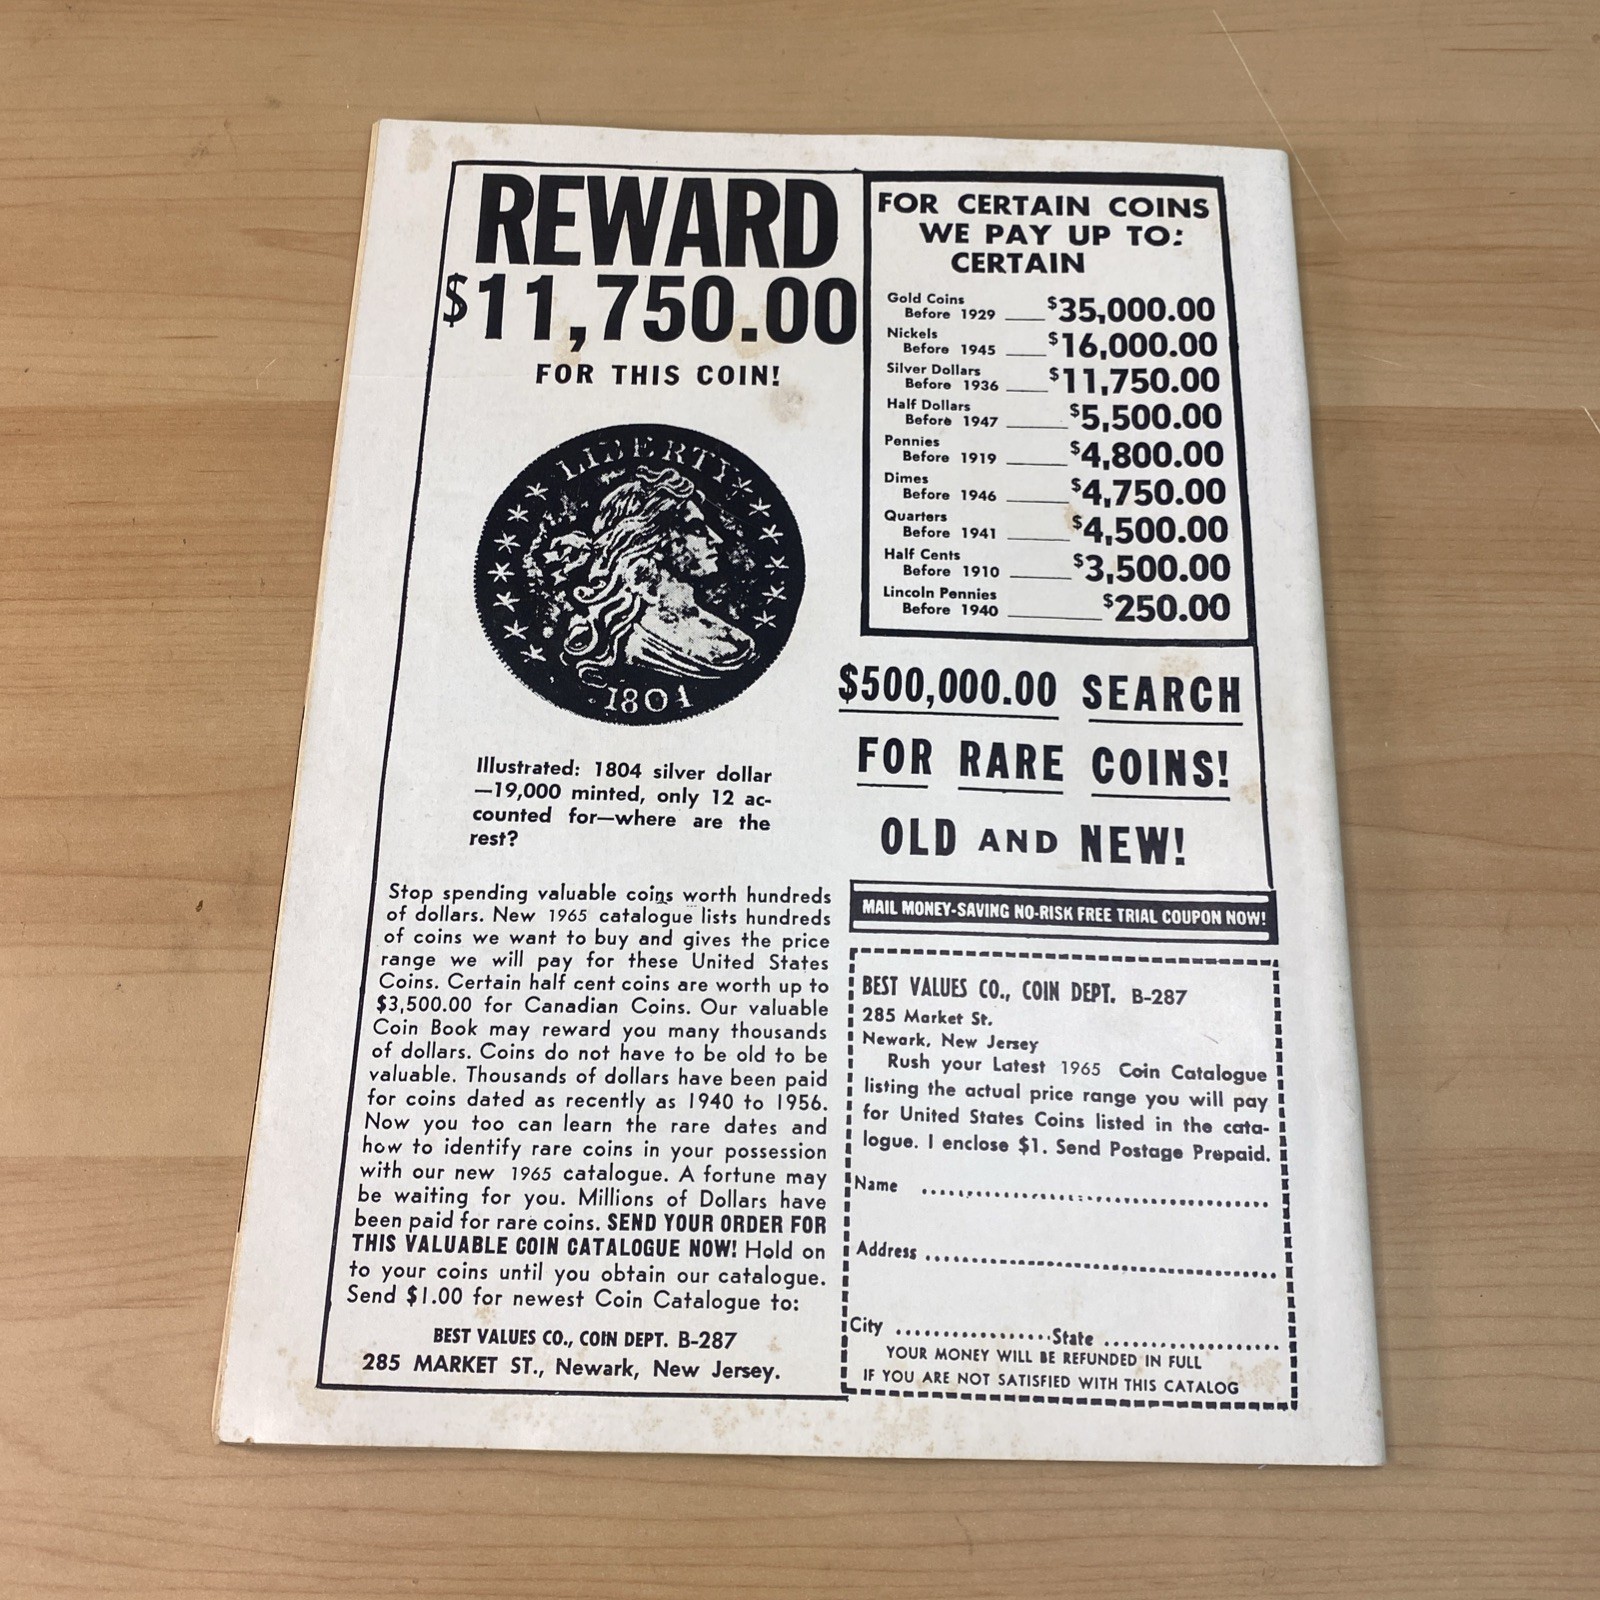 REWARD
$11,750.00
FOR THIS COIN!
LIBERTY
1804
Illustrated: 1804 silver dollar
—19,000 minted, only 12 ac-
counted for—where are the
rest?
Stop spending valuable coins worth hundreds
of dollars. New 1965 catalogue lists hundreds
of coins we want to buy and gives the price
range we will pay for these United States
Coins. Certain half cent coins are worth up to
$3,500.00 for Canadian Coins. Our valuable
Coin Book may reward you many thousands
of dollars. Coins do not have to be old to be
valuable. Thousands of dollars have been paid
for coins dated as recently as 1940 to 1956.
Now you too can learn the rare dates and
how to identify rare coins in your possession
with our new 1965 catalogue. A fortune may
be waiting for you. Millions of Dollars have
been paid for rare coins. SEND YOUR ORDER FOR
THIS VALUABLE COIN CATALOGUE NOW! Hold on
to your coins until you obtain our catalogue.
Send $1.00 for newest Coin Catalogue to:
BEST VALUES CO., COIN DEPT. B-287
285 MARKET ST., Newark, New Jersey.
FOR CERTAIN COINS
WE PAY UP TO:
CERTAIN
Gold Coins
Before 1929 $35,000.00
Nickels
Before 1945 $16,000.00
Silver Dollars
Before 1936 $11,750.00
Half Dollars
Before 1947 $5,500.00
Pennies
Before 1919 $4,800.00
Dimes
Before 1946 $4,750.00
Quarters
Before 1941 $4,500.00
Half Cents
Before 1910 $3,500.00
Lincoln Pennies
Before 1940 $250.00
$500,000.00 SEARCH
FOR RARE COINS!
OLD AND NEW!
MAIL MONEY-SAVING NO-RISK FREE TRIAL COUPON NOW!
BEST VALUES CO., COIN DEPT. B-287
285 Market St.
Newark, New Jersey
Rush your Latest 1965 Coin Catalogue
listing the actual price range you will pay
for United States Coins listed in the cata-
logue. I enclose $1. Send Postage Prepaid.
Name
Address
City State
YOUR MONEY WILL BE REFUNDED IN FULL
IF YOU ARE NOT SATISFIED WITH THIS CATALOG